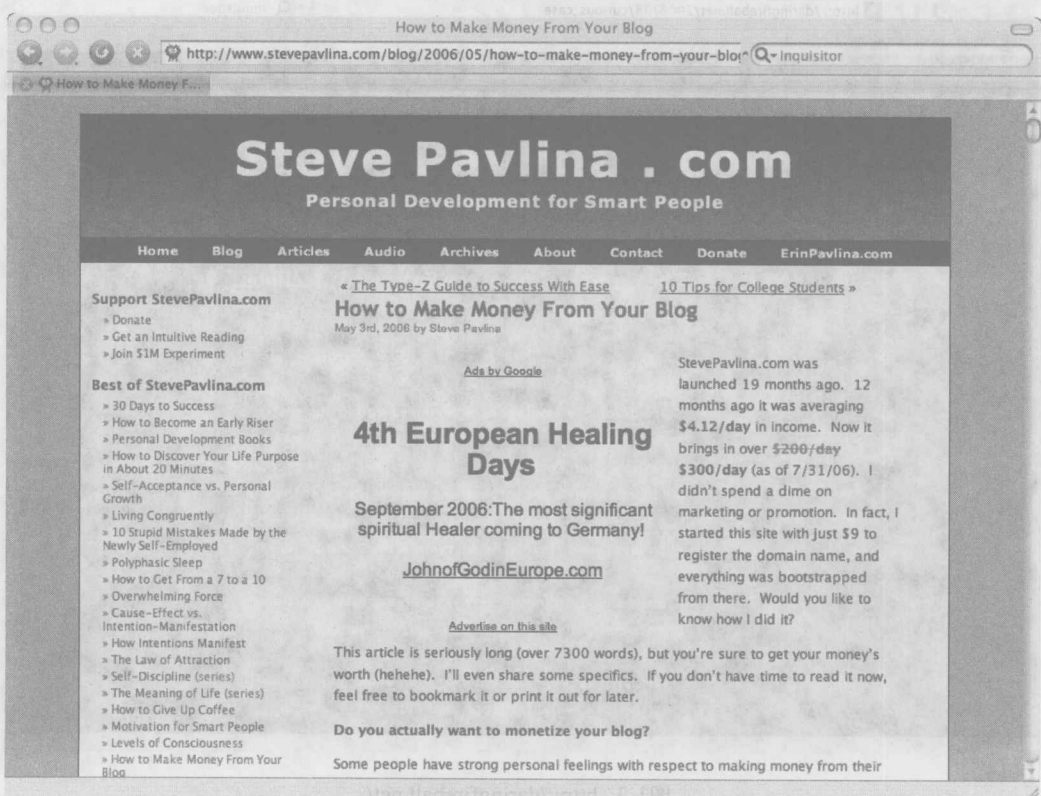 How to Make Money From Your Blog
http://www.stevepavlina.com/blog/2006/05/how-to-make-money-from-your-blog
Inquisitor
How to Make Money F...
Steve Pavlina . com
Personal Development for Smart People
Home Blog Articles Audio Archives About Contact Donate ErinPavlina.com
Support StevePavlina.com
» Donate
» Get an Intuitive Reading
» Join $1M Experiment
Best of StevePavlina.com
» 30 Days to Success
» How to Become an Early Riser
» Personal Development Books
» How to Discover Your Life Purpose
in About 20 Minutes
» Self-Acceptance vs. Personal
Growth
» Living Congruently
» 10 Stupid Mistakes Made by the
Newly Self-Employed
» Polyphasic Sleep
» How to Get From a 7 to a 10
» Overwhelming Force
» Cause-Effect vs.
Intention-Manifestation
» How Intentions Manifest
» The Law of Attraction
» Self-Discipline (series)
» The Meaning of Life (series)
» How to Give Up Coffee
» Motivation for Smart People
» Levels of Consciousness
» How to Make Money From Your
Blog
« The Type-Z Guide to Success With Ease 10 Tips for College Students »
How to Make Money From Your Blog
May 3rd, 2006 by Steve Pavlina
Ads by Google
4th European Healing
Days
September 2006:The most significant
spiritual Healer coming to Germany!
JohnofGodinEurope.com
Advertise on this site
StevePavlina.com was
launched 19 months ago. 12
months ago it was averaging
$4.12/day in income. Now it
brings in over $200/day
$300/day (as of 7/31/06). I
didn't spend a dime on
marketing or promotion. In fact, I
started this site with just $9 to
register the domain name, and
everything was bootstrapped
from there. Would you like to
know how I did it?
This article is seriously long (over 7300 words), but you're sure to get your money's
worth (hehehe). I'll even share some specifics. If you don't have time to read it now,
feel free to bookmark it or print it out for later.
Do you actually want to monetize your blog?
Some people have strong personal feelings with respect to making money from their